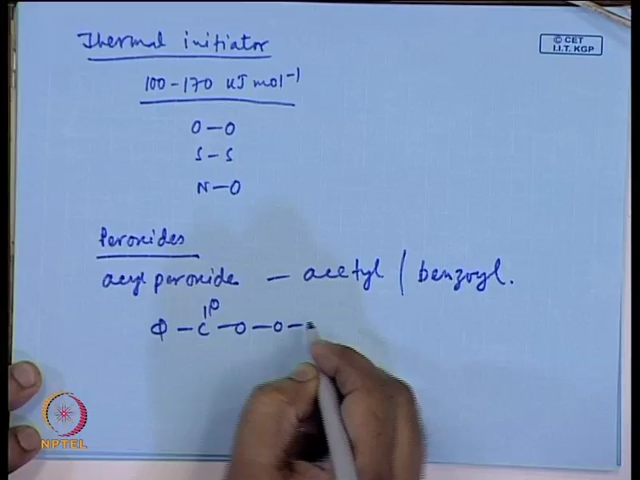 Thermal initiator
© CET
I.I.T. KGP
100-170 kJ mol⁻¹
O-O
S-S
N-O
Peroxides
acyl peroxide - acetyl / benzoyl.
O
Φ-C-O-O-
NPTEL